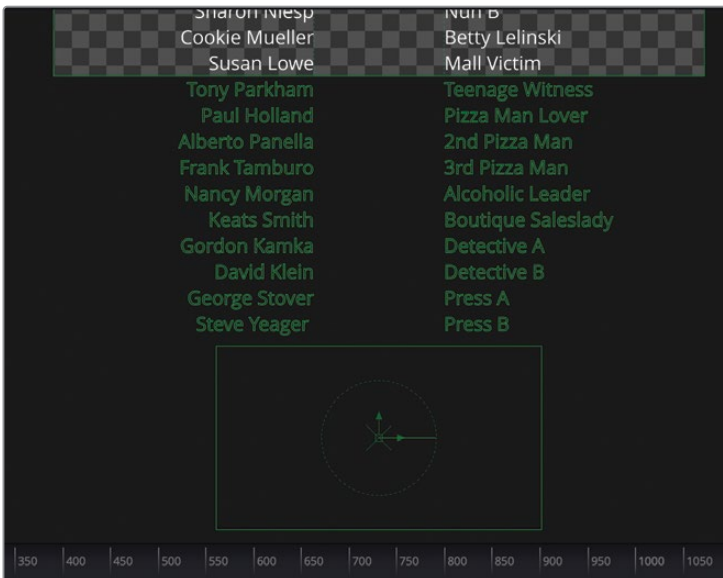 Sharon Niesp Nun B
Cookie Mueller Betty Lelinski
Susan Lowe Mall Victim
Tony Parkham Teenage Witness
Paul Holland Pizza Man Lover
Alberto Panella 2nd Pizza Man
Frank Tamburo 3rd Pizza Man
Nancy Morgan Alcoholic Leader
Keats Smith Boutique Saleslady
Gordon Kamka Detective A
David Klein Detective B
George Stover Press A
Steve Yeager Press B
350 400 450 500 550 600 650 700 750 800 850 900 950 1000 1050